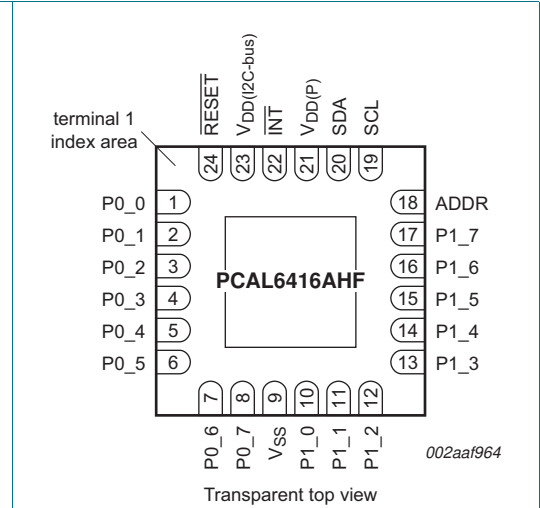 RESET
VDD(I2C-bus)
INT
VDD(P)
SDA
SCL
terminal 1
index area
24
23
22
21
20
19
P0_0 1
P0_1 2
P0_2 3
P0_3 4
P0_4 5
P0_5 6
PCAL6416AHF
18 ADDR
17 P1_7
16 P1_6
15 P1_5
14 P1_4
13 P1_3
7
8
9
10
11
12
P0_6
P0_7
VSS
P1_0
P1_1
P1_2
002aaf964
Transparent top view